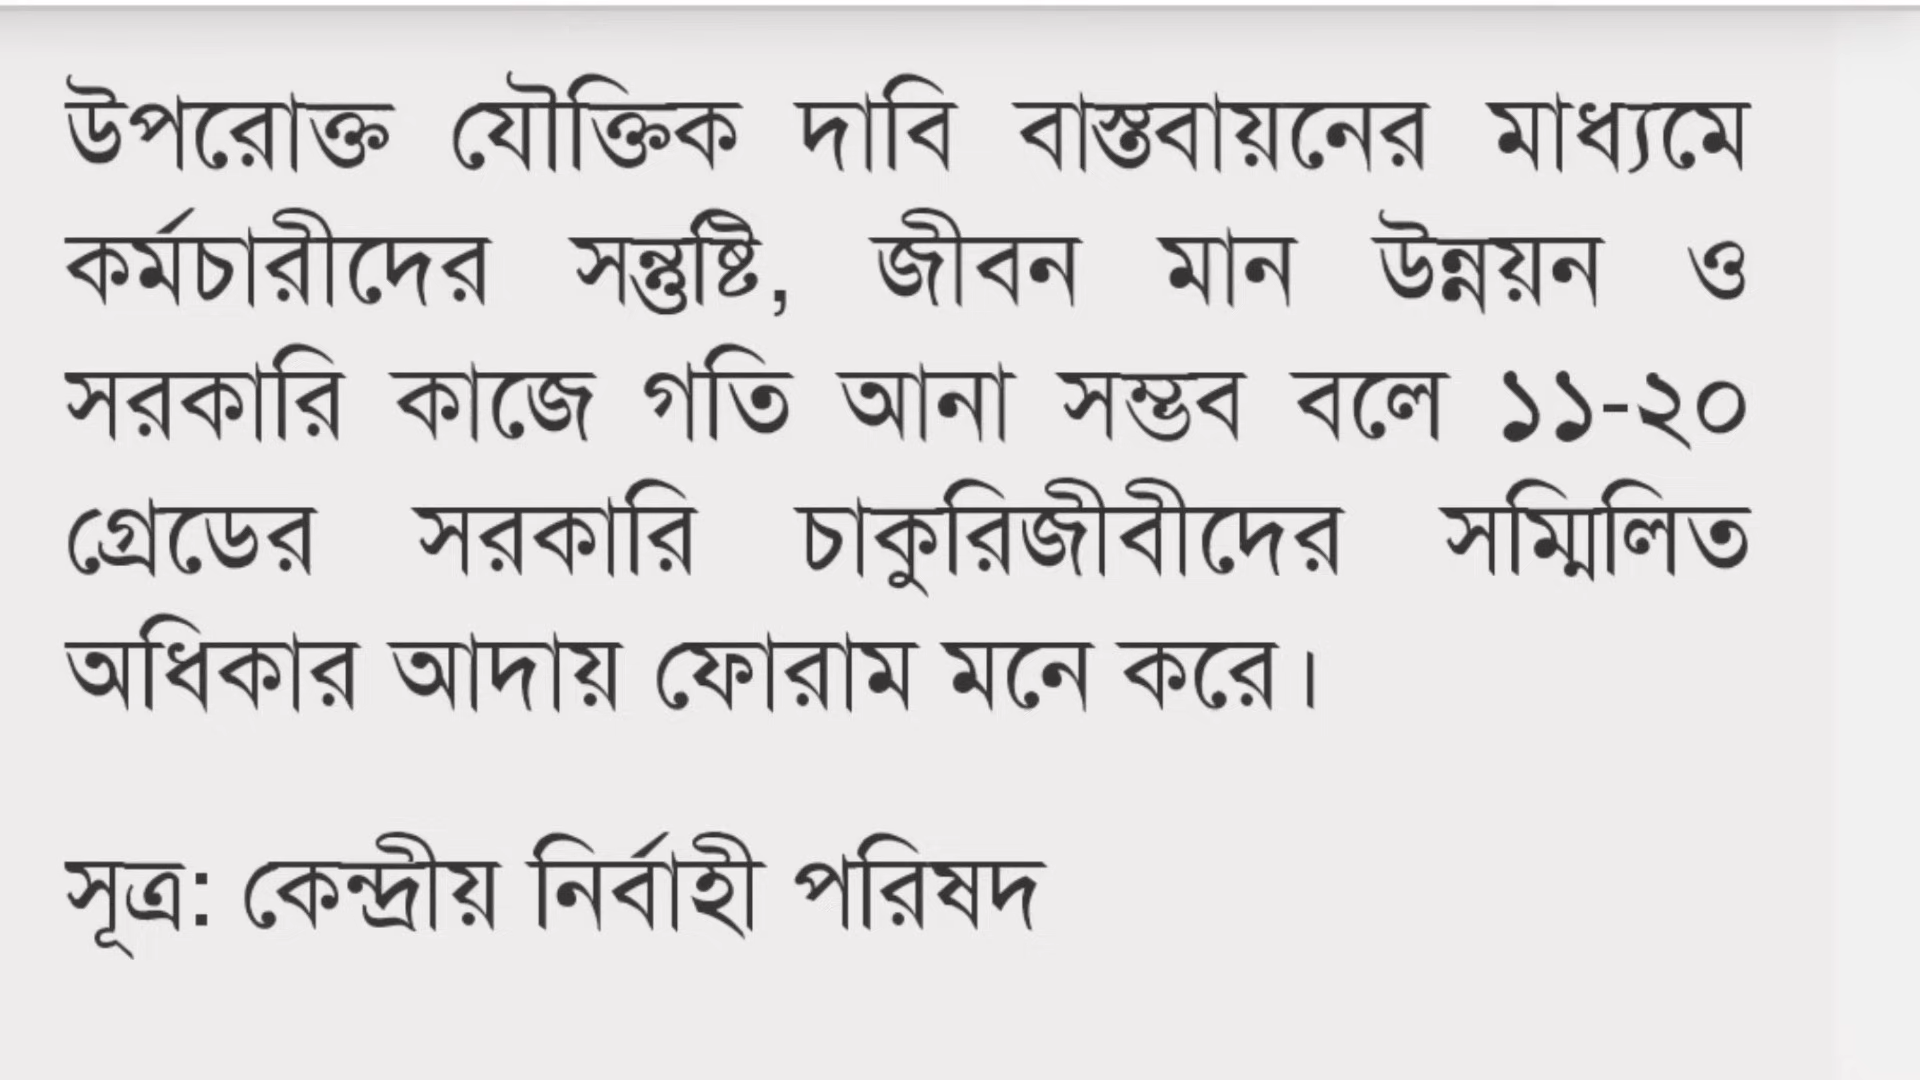 উপরোক্ত যৌক্তিক দাবি বাস্তবায়নের মাধ্যমে
কর্মচারীদের সন্তুষ্টি, জীবন মান উন্নয়ন ও
সরকারি কাজে গতি আনা সম্ভব বলে ১১-২০
গ্রেডের সরকারি চাকুরিজীবীদের সম্মিলিত
অধিকার আদায় ফোরাম মনে করে।
সূত্র: কেন্দ্রীয় নির্বাহী পরিষদ